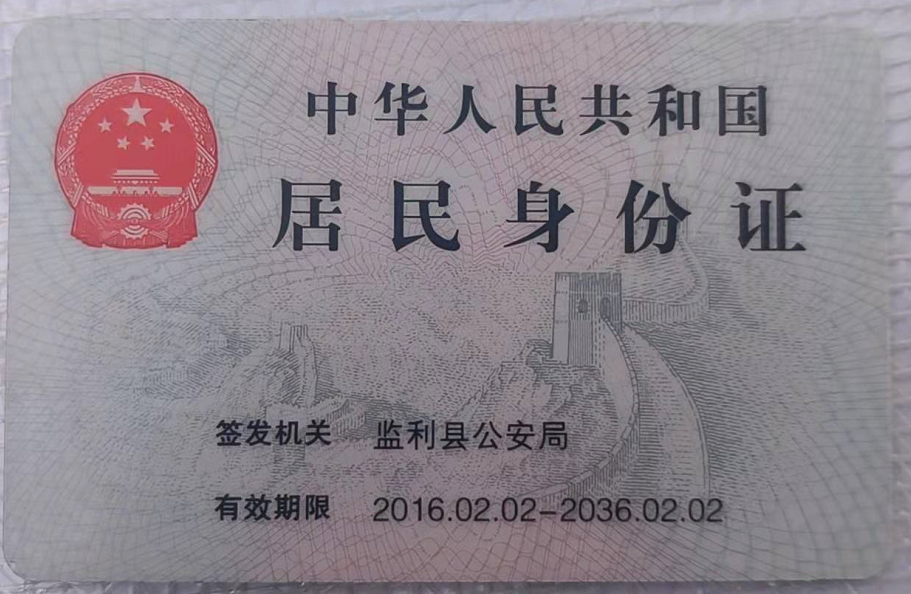 中华人民共和国
居民身份证
签发机关 监利县公安局
有效期限 2016.02.02-2036.02.02